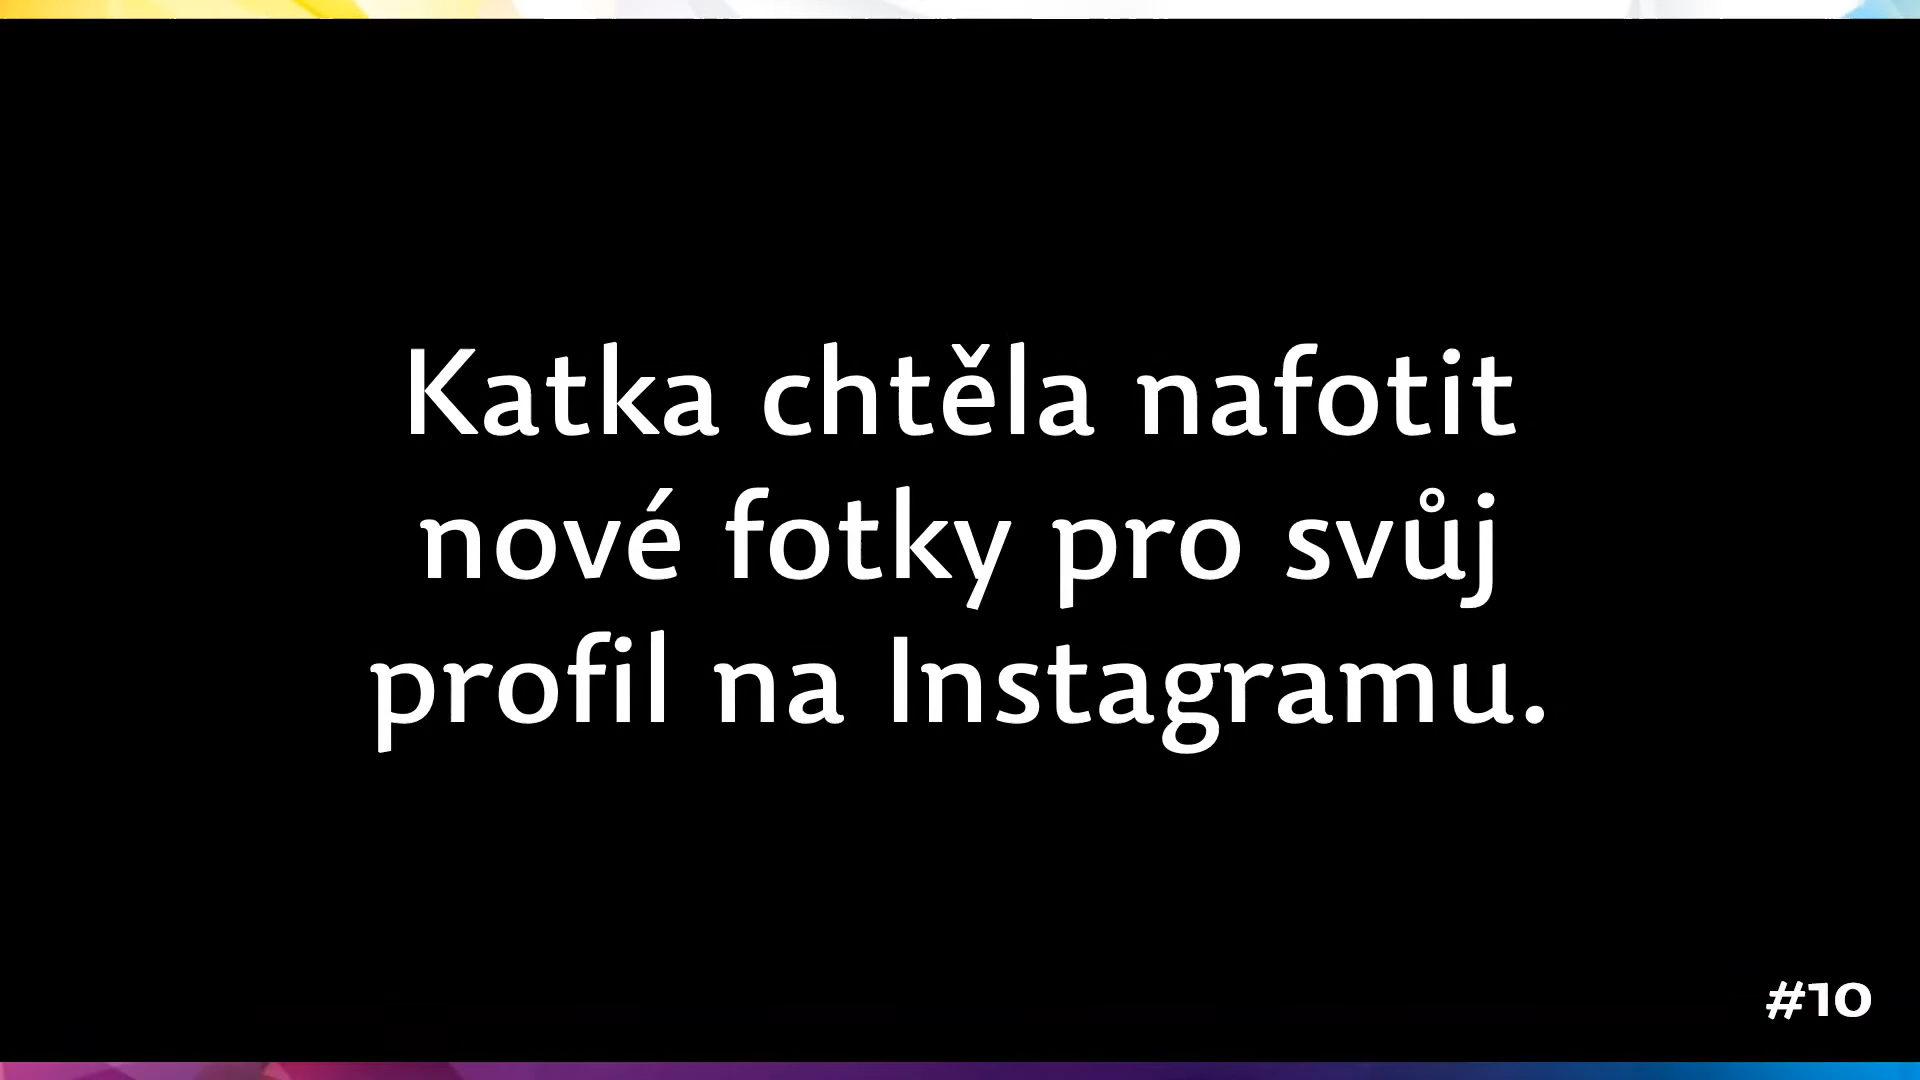 Katka chtěla nafotit
nové fotky pro svůj
profil na Instagramu.
#10